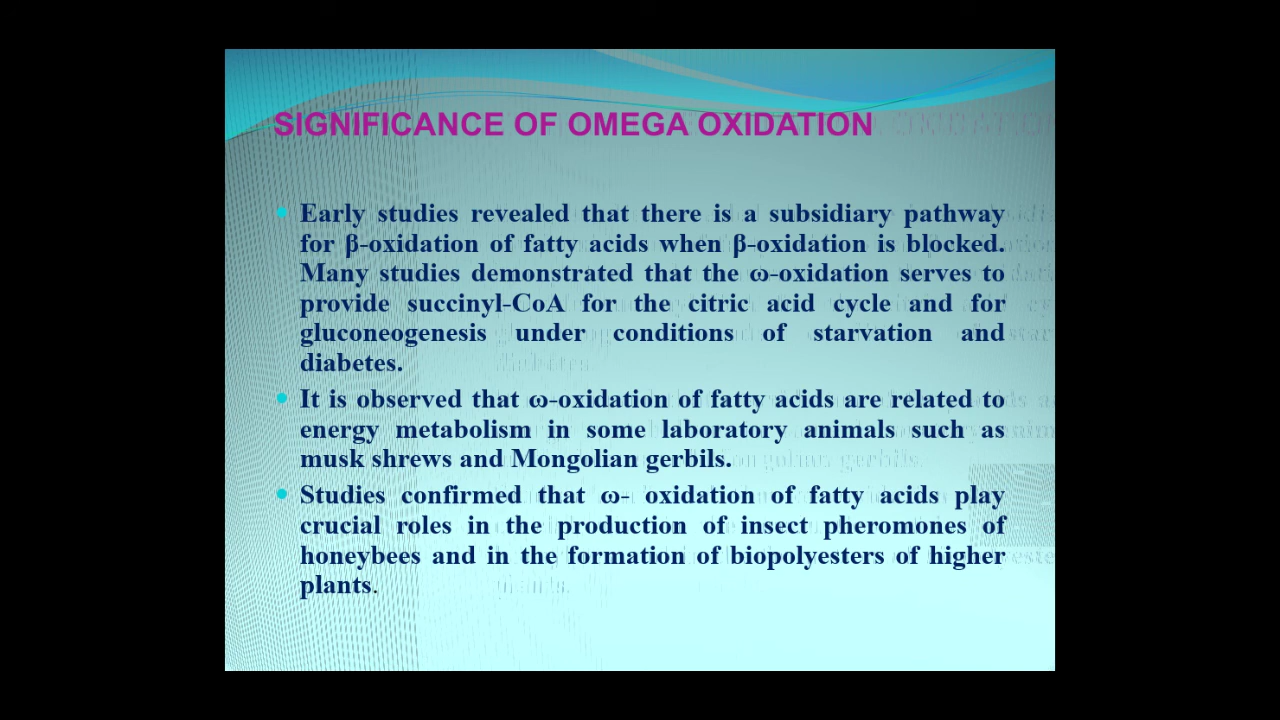 SIGNIFICANCE OF OMEGA OXIDATION
Early studies revealed that there is a subsidiary pathway
for β-oxidation of fatty acids when β-oxidation is blocked.
Many studies demonstrated that the ω-oxidation serves to
provide succinyl-CoA for the citric acid cycle and for
gluconeogenesis under conditions of starvation and
diabetes.
It is observed that ω-oxidation of fatty acids are related to
energy metabolism in some laboratory animals such as
musk shrews and Mongolian gerbils.
Studies confirmed that ω- oxidation of fatty acids play
crucial roles in the production of insect pheromones of
honeybees and in the formation of biopolyesters of higher
plants.